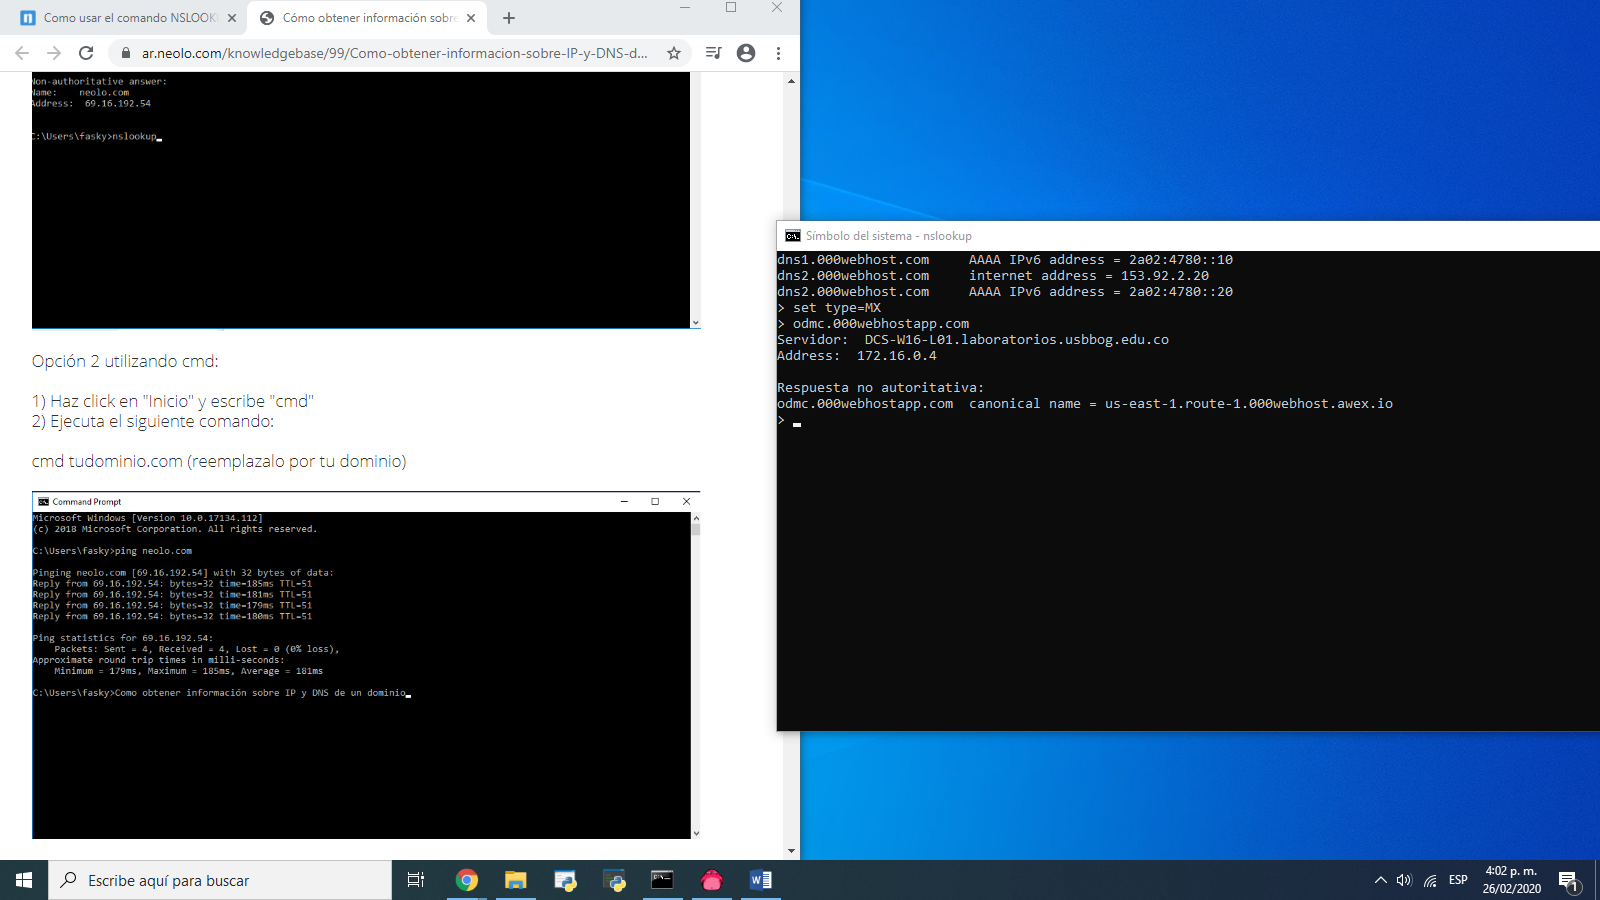 Como usar el comando NSLOOK
Cómo obtener información sobre
ar.neolo.com/knowledgebase/99/Como-obtener-informacion-sobre-IP-y-DNS-d...
Non-authoritative answer:
Name:    neolo.com
Address:  69.16.192.54
C:\Users\fasky>nslookup
Opción 2 utilizando cmd:
1) Haz click en "Inicio" y escribe "cmd"
2) Ejecuta el siguiente comando:
cmd tudominio.com (reemplazalo por tu dominio)
Command Prompt
Microsoft Windows [Version 10.0.17134.112]
(c) 2018 Microsoft Corporation. All rights reserved.
C:\Users\fasky>ping neolo.com
Pinging neolo.com [69.16.192.54] with 32 bytes of data:
Reply from 69.16.192.54: bytes=32 time=185ms TTL=51
Reply from 69.16.192.54: bytes=32 time=181ms TTL=51
Reply from 69.16.192.54: bytes=32 time=179ms TTL=51
Reply from 69.16.192.54: bytes=32 time=180ms TTL=51
Ping statistics for 69.16.192.54:
    Packets: Sent = 4, Received = 4, Lost = 0 (0% loss),
Approximate round trip times in milli-seconds:
    Minimum = 179ms, Maximum = 185ms, Average = 181ms
C:\Users\fasky>Como obtener información sobre IP y DNS de un dominio
Símbolo del sistema - nslookup
dns1.000webhost.com     AAAA IPv6 address = 2a02:4780::10
dns2.000webhost.com     internet address = 153.92.2.20
dns2.000webhost.com     AAAA IPv6 address = 2a02:4780::20
> set type=MX
> odmc.000webhostapp.com
Servidor:  DCS-W16-L01.laboratorios.usbbog.edu.co
Address:  172.16.0.4
Respuesta no autoritativa:
odmc.000webhostapp.com  canonical name = us-east-1.route-1.000webhost.awex.io
>
Escribe aquí para buscar
ESP
4:02 p. m.
26/02/2020
1